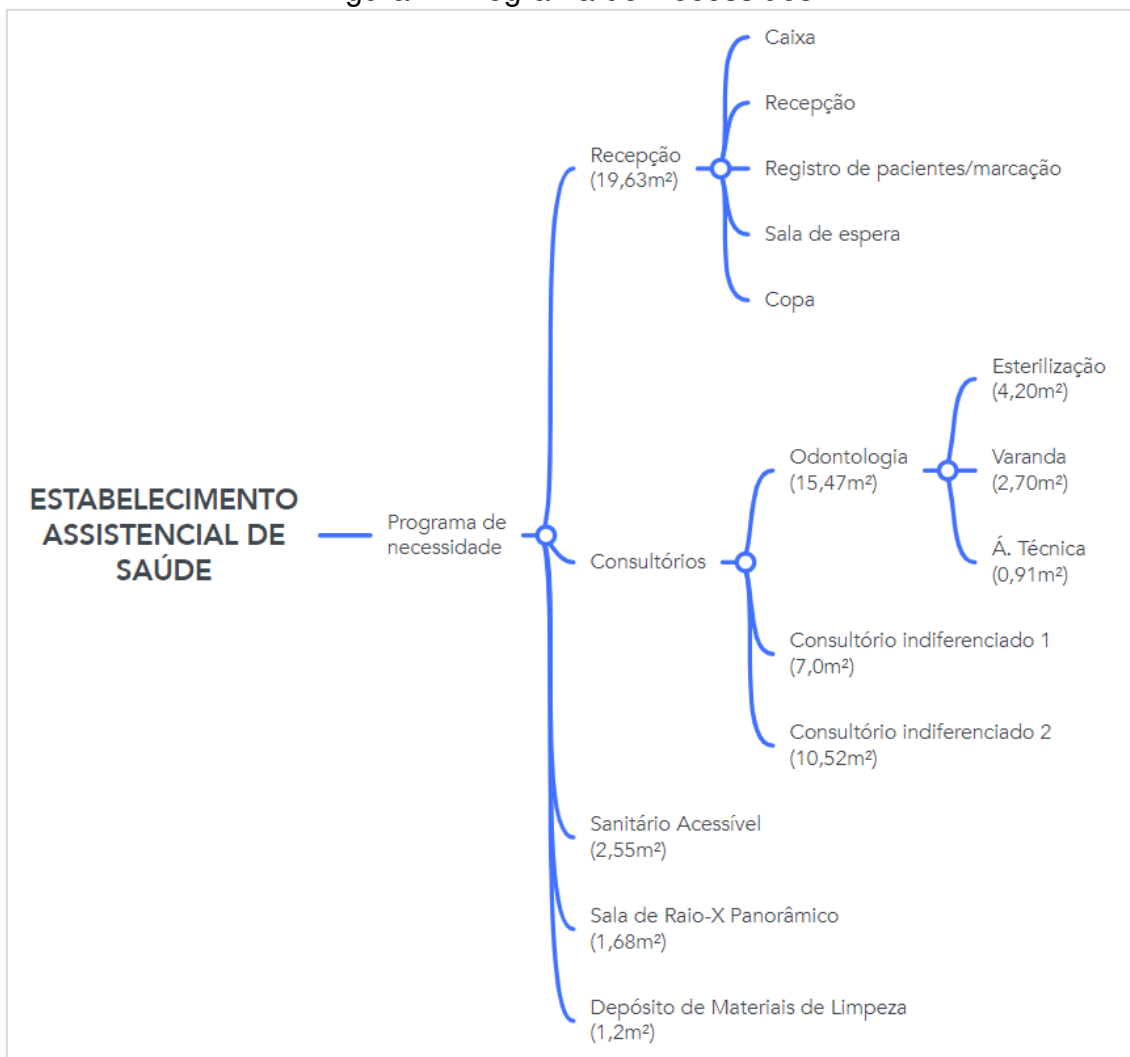 ESTABELECIMENTO
ASSISTENCIAL DE
SAÚDE
Programa de
necessidade
Recepção
(19,63m²)
Caixa
Recepção
Registro de pacientes/marcação
Sala de espera
Copa
Consultórios
Odontologia
(15,47m²)
Esterilização
(4,20m²)
Varanda
(2,70m²)
Á. Técnica
(0,91m²)
Consultório indiferenciado 1
(7,0m²)
Consultório indiferenciado 2
(10,52m²)
Sanitário Acessível
(2,55m²)
Sala de Raio-X Panorâmico
(1,68m²)
Depósito de Materiais de Limpeza
(1,2m²)